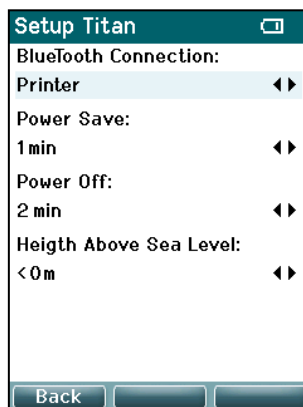 Setup Titan
BlueTooth Connection:
Printer
Power Save:
1 min
Power Off:
2 min
Heigth Above Sea Level:
<0m
Back